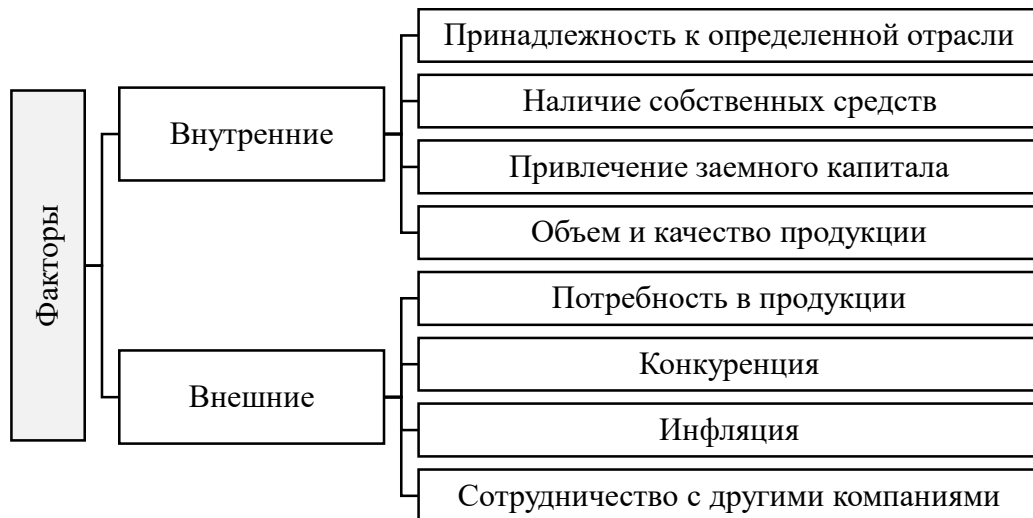 Факторы
Внутренние
Принадлежность к определенной отрасли
Наличие собственных средств
Привлечение заемного капитала
Объем и качество продукции
Внешние
Потребность в продукции
Конкуренция
Инфляция
Сотрудничество с другими компаниями